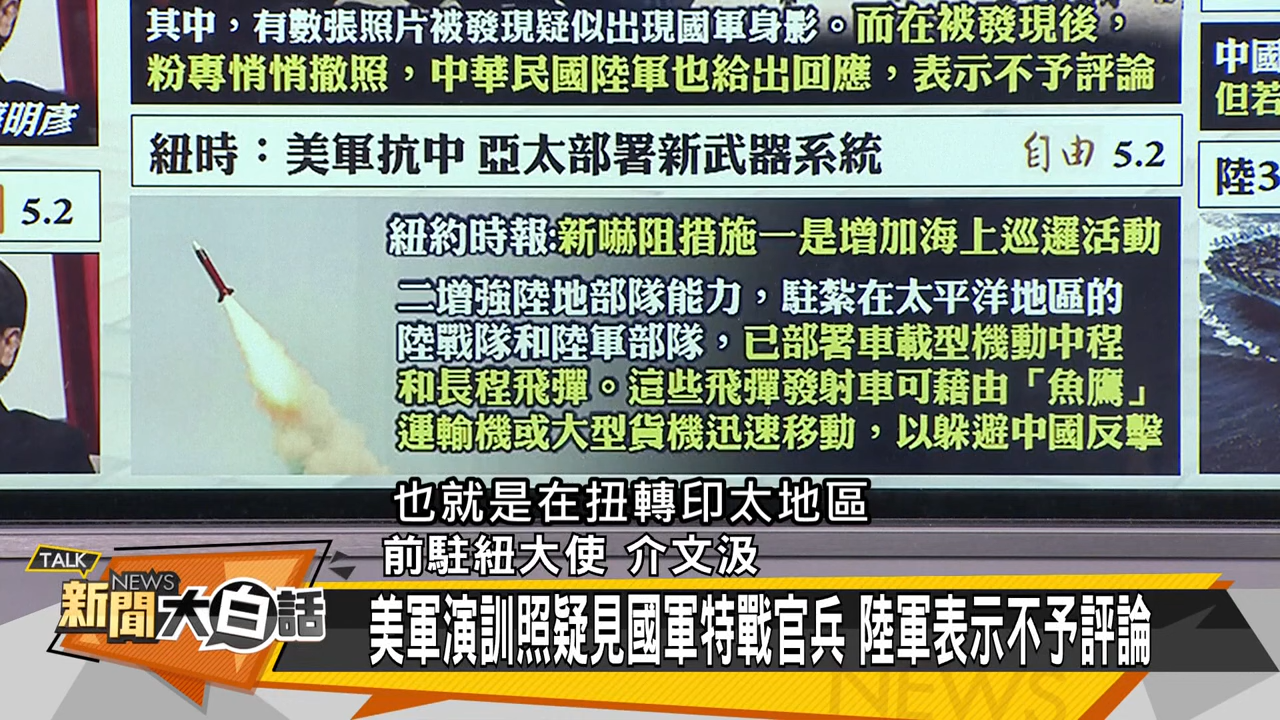 其中，有數張照片被發現疑似出現國軍身影。而在被發現後，
粉專悄悄撤照，中華民國陸軍也給出回應，表示不予評論
明彥
紐時：美軍抗中 亞太部署新武器系統
自由 5.2
5.2
紐約時報:新嚇阻措施一是增加海上巡邏活動
二增強陸地部隊能力，駐紮在太平洋地區的
陸戰隊和陸軍部隊，已部署車載型機動中程
和長程飛彈。這些飛彈發射車可藉由「魚鷹」
運輸機或大型貨機迅速移動，以躲避中國反擊
中國
但若
陸3
也就是在扭轉印太地區
前駐紐大使 介文汲
TALK
NEWS
新聞大白話
美軍演訓照疑見國軍特戰官兵 陸軍表示不予評論
NEWS